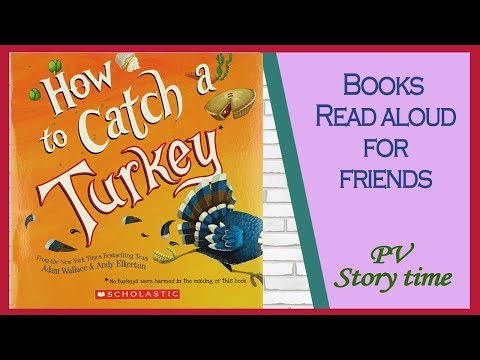 How
to Catch a
Turkey*
From the New York Times Bestselling Team
Adam Wallace & Andy Elkerton
*No turkeys were harmed in the making of this book
SCHOLASTIC
BOOKS
READ ALOUD
FOR
FRIENDS
PV
Story time